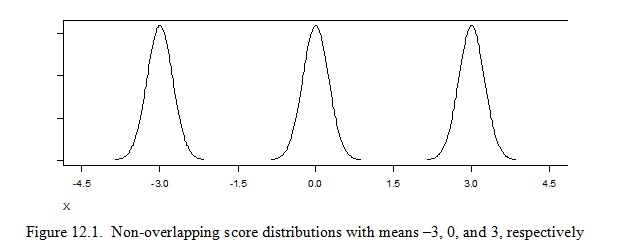 -4.5 -3.0 -1.5 0.0 1.5 3.0 4.5
X
Figure 12.1. Non-overlapping score distributions with means –3, 0, and 3, respectively